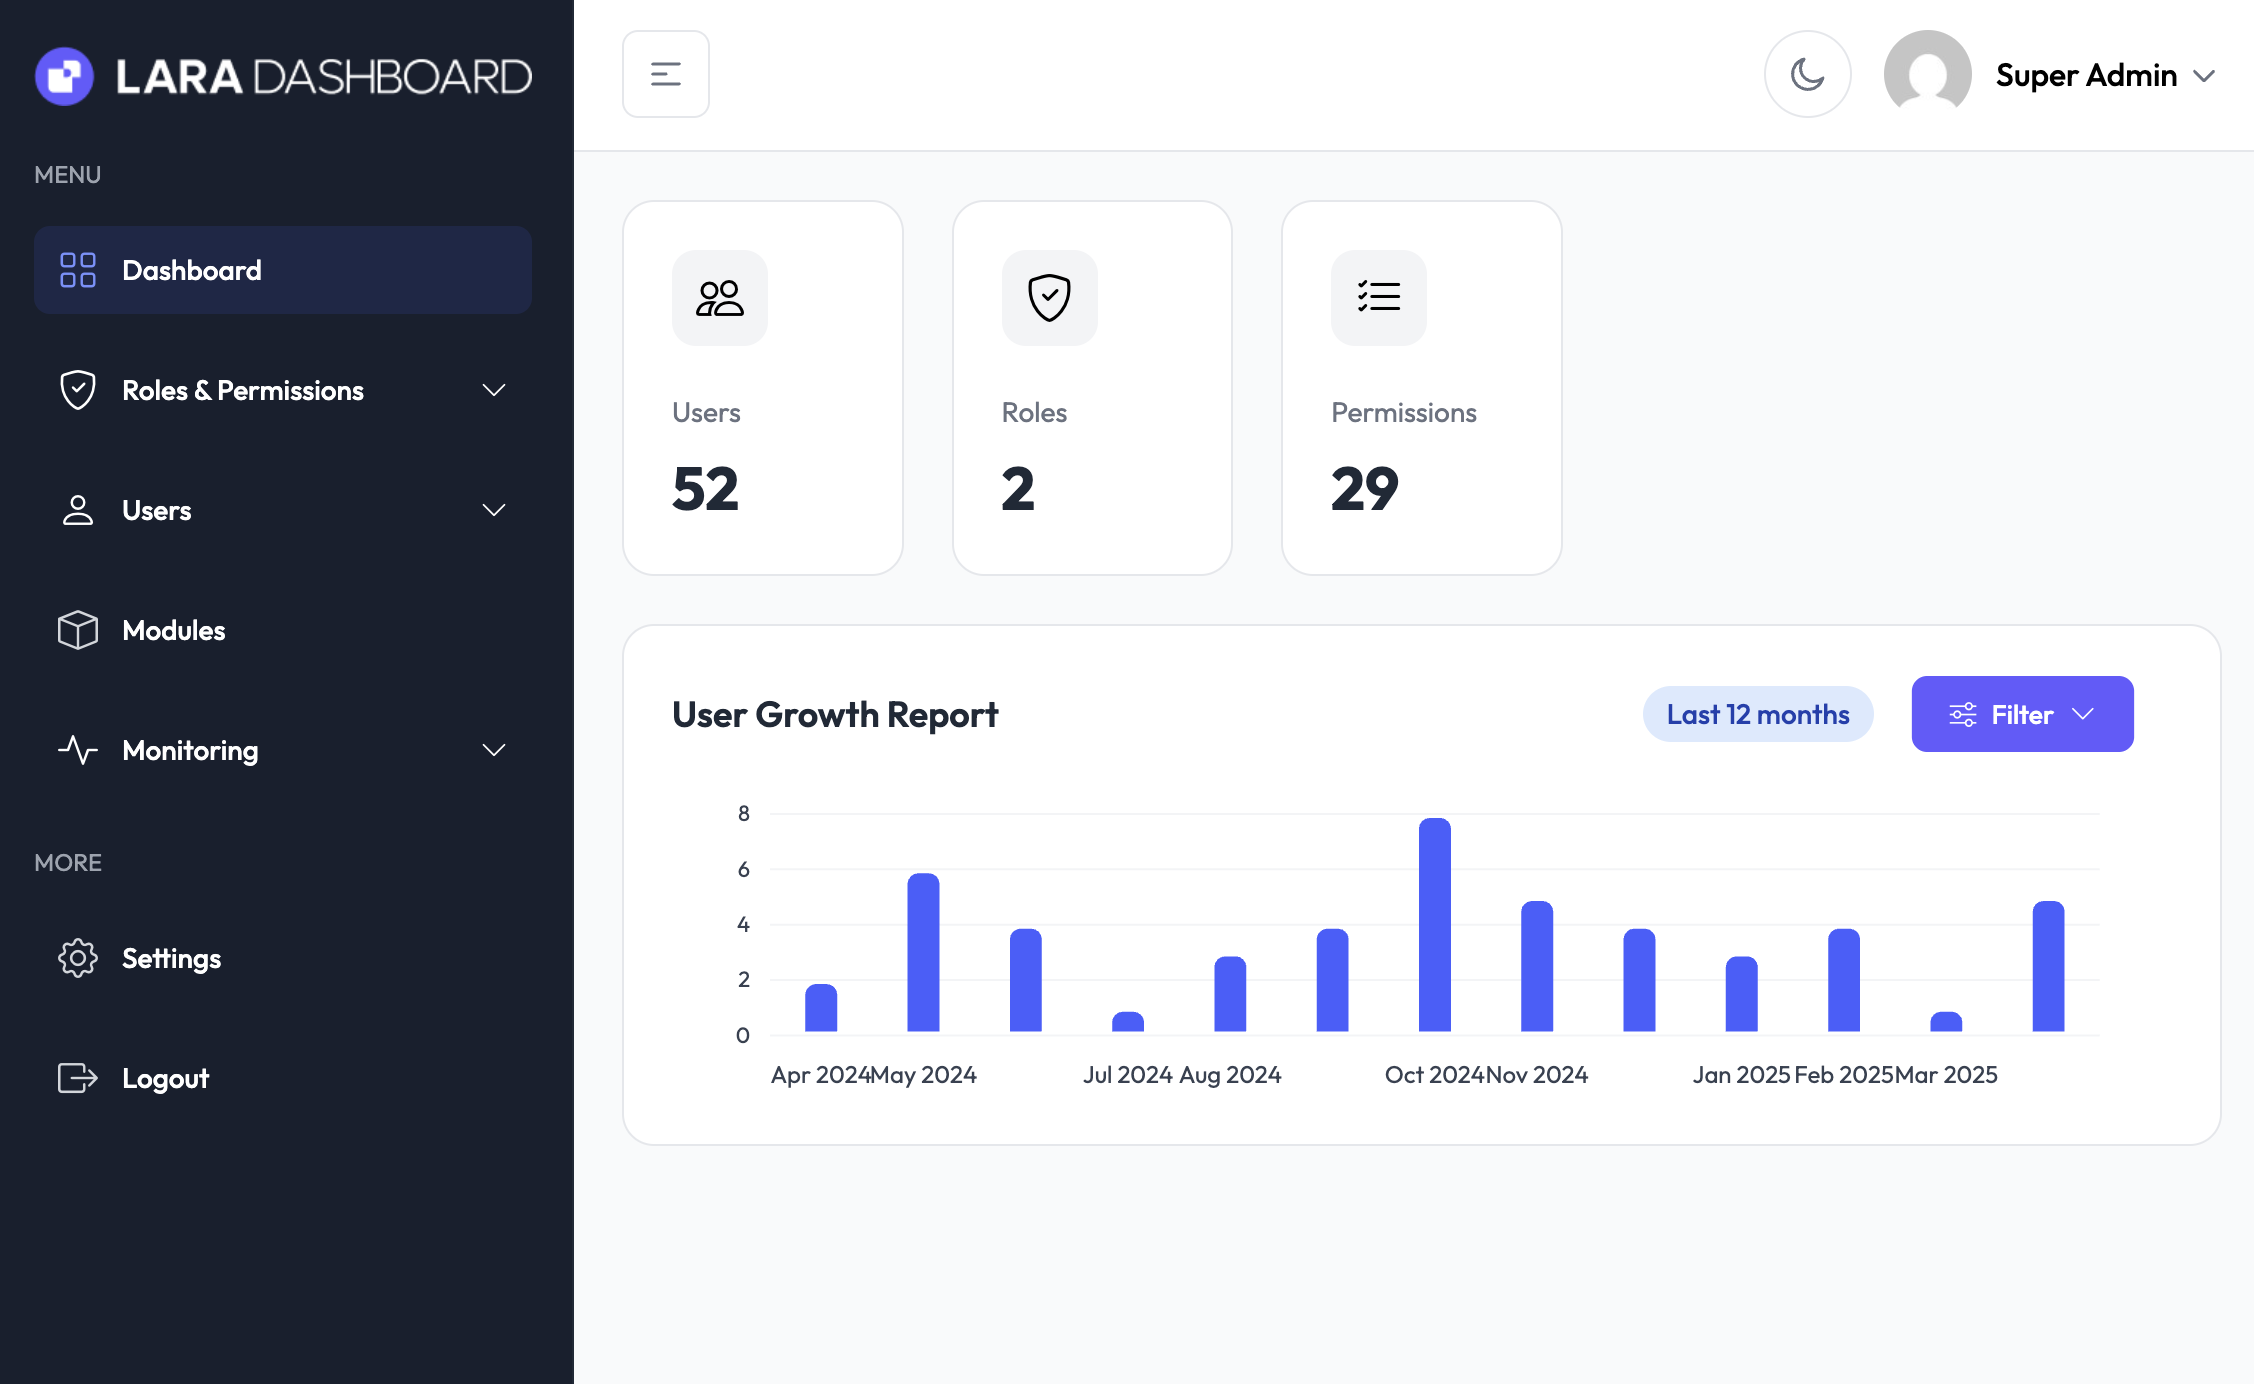 LARA DASHBOARD
MENU
Dashboard
Roles & Permissions
Users
Modules
Monitoring
MORE
Settings
Logout
Super Admin
Users
52
Roles
2
Permissions
29
User Growth Report
Last 12 months
Filter
8
6
4
2
0
Apr 2024 May 2024 Jul 2024 Aug 2024 Oct 2024 Nov 2024 Jan 2025 Feb 2025 Mar 2025